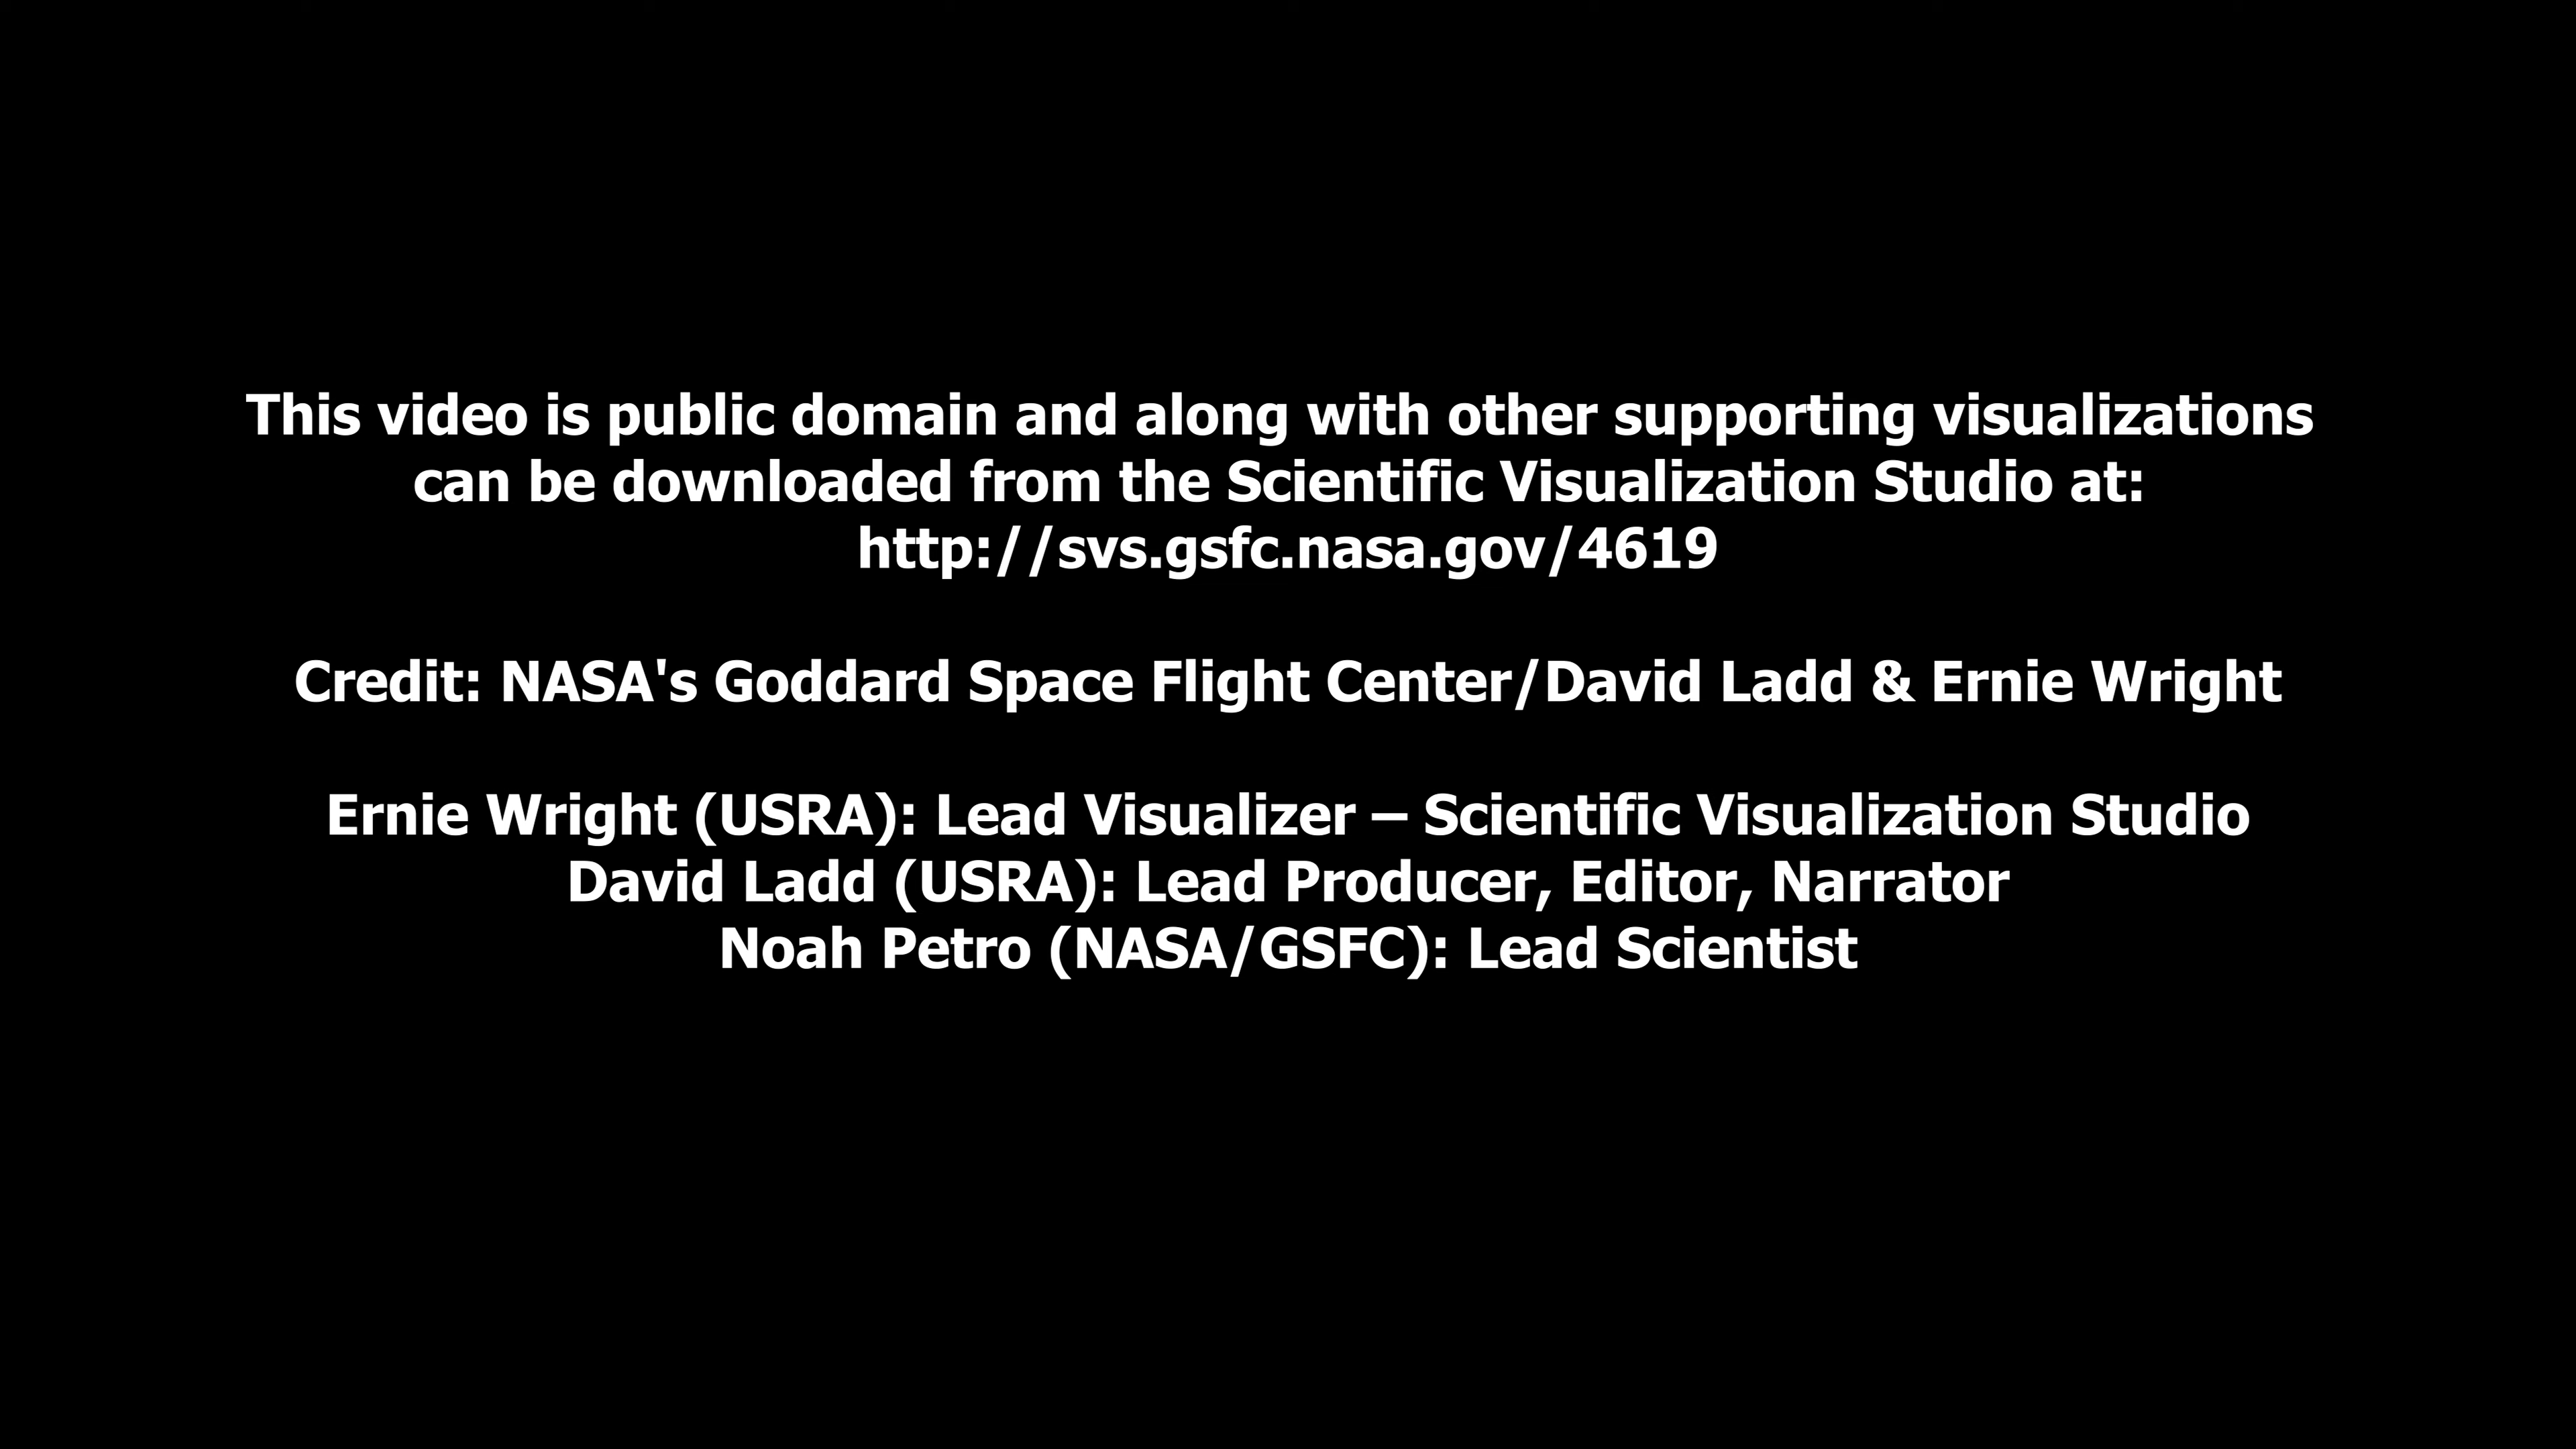 This video is public domain and along with other supporting visualizations
can be downloaded from the Scientific Visualization Studio at:
http://svs.gsfc.nasa.gov/4619
Credit: NASA's Goddard Space Flight Center/David Ladd & Ernie Wright
Ernie Wright (USRA): Lead Visualizer – Scientific Visualization Studio
David Ladd (USRA): Lead Producer, Editor, Narrator
Noah Petro (NASA/GSFC): Lead Scientist